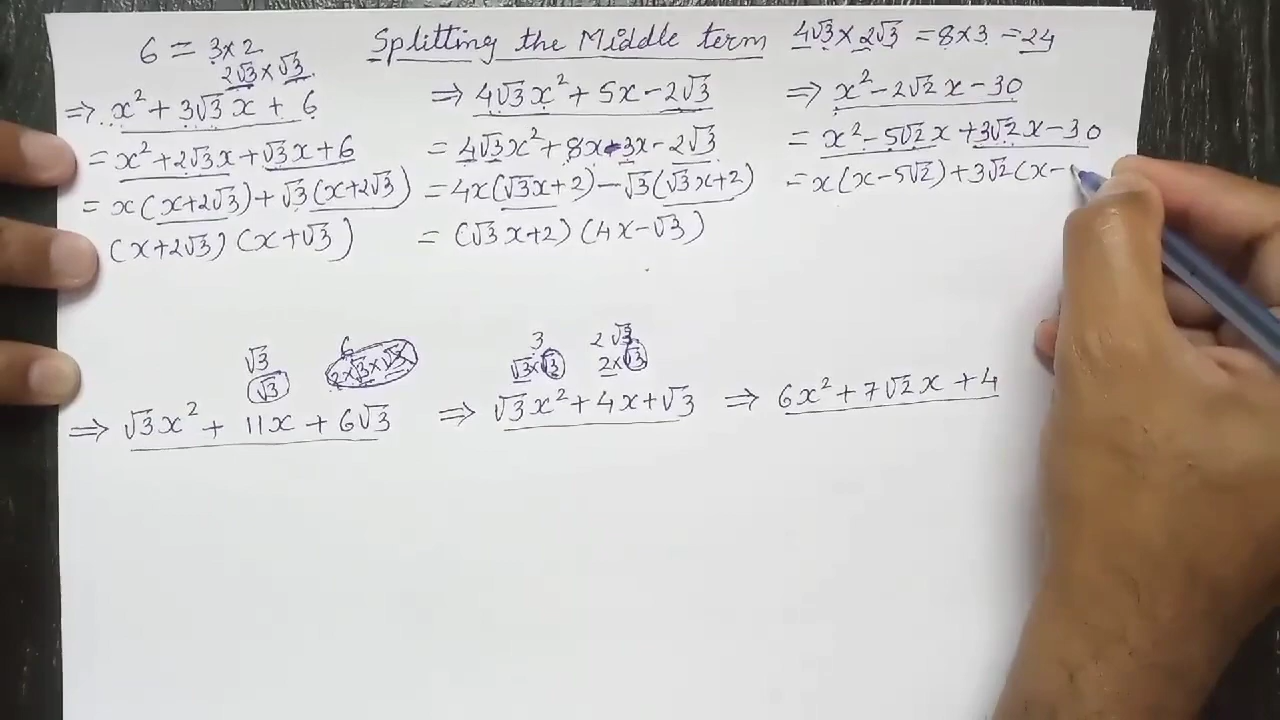 6 = 3×2
2√3×√3
Splitting the Middle term
4√3×2√3 = 8×3 = 24
⇒ x² + 3√3x + 6
= x²+2√3x+√3x+6
= x(x+2√3)+√3(x+2√3)
(x+2√3)(x+√3)
⇒ 4√3x² + 5x - 2√3
= 4√3x²+8x-3x-2√3
= 4x(√3x+2)-√3(√3x+2)
= (√3x+2)(4x-√3)
⇒ x² - 2√2x - 30
= x² - 5√2x + 3√2x - 30
= x(x-5√2)+3√2(x-
√3 6
√3 2×√3×√3
⇒ √3x² + 11x + 6√3
3 2√3
√3×√3 2×√3
⇒ √3x²+4x+√3
⇒ 6x²+7√2x+4